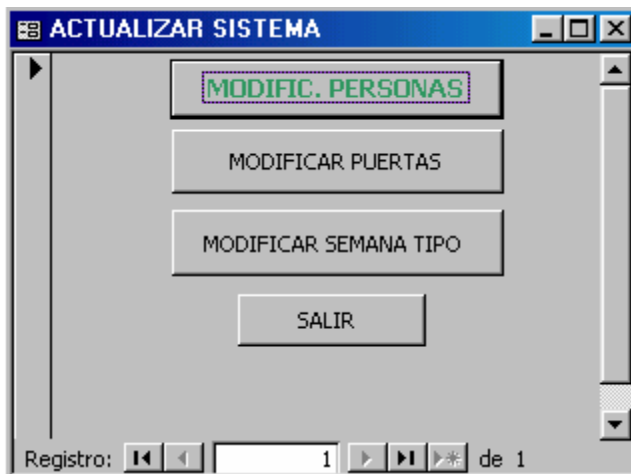 ACTUALIZAR SISTEMA
MODIFIC. PERSONAS
MODIFICAR PUERTAS
MODIFICAR SEMANA TIPO
SALIR
Registro: 1 de 1